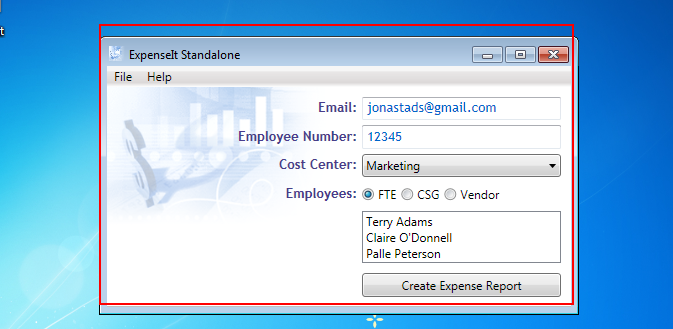 t
ExpenseIt Standalone
File Help
Email: jonastads@gmail.com
Employee Number: 12345
Cost Center: Marketing
Employees: FTE CSG Vendor
Terry Adams
Claire O'Donnell
Palle Peterson
Create Expense Report